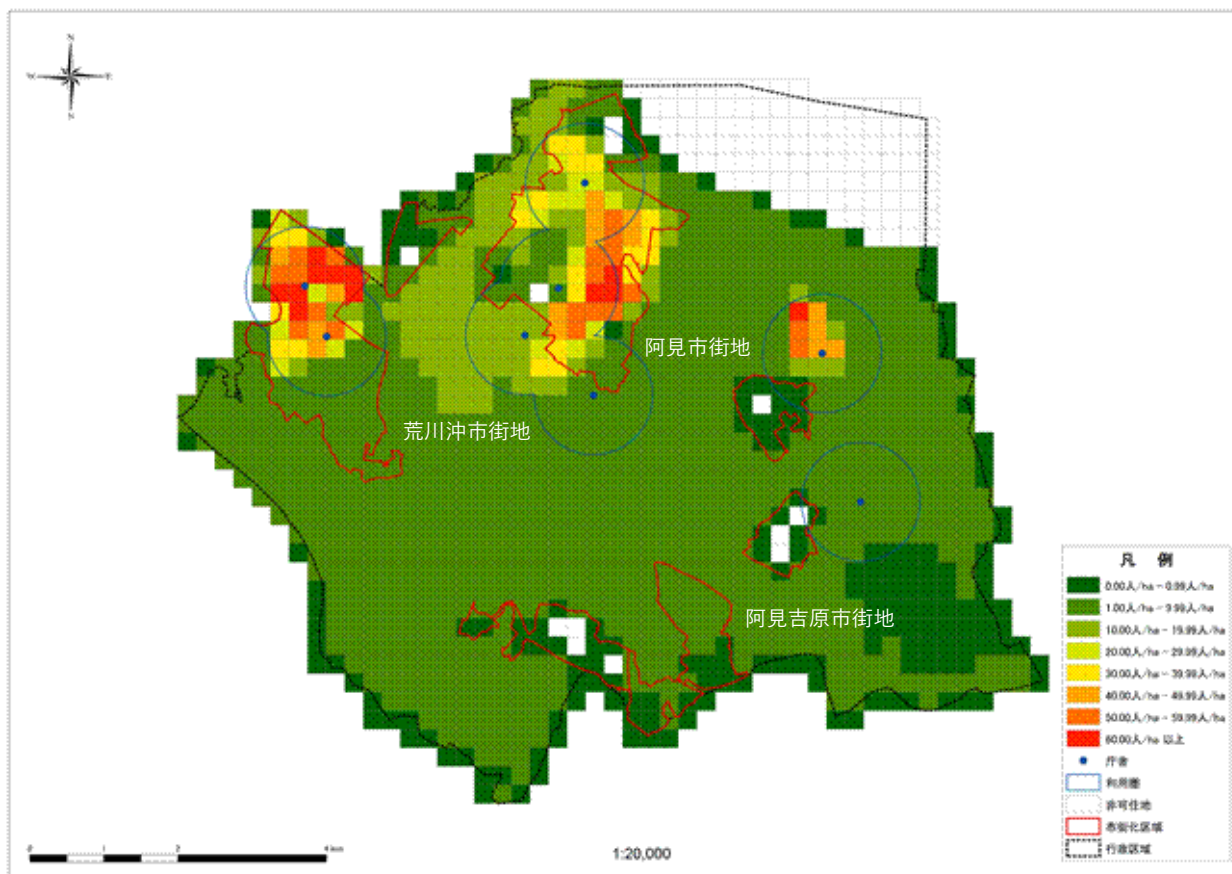 N
W E
S
阿見市街地
荒川沖市街地
阿見吉原市街地
凡 例
0.00人/ha ~ 0.99人/ha
1.00人/ha ~ 9.99人/ha
10.00人/ha ~ 19.99人/ha
20.00人/ha ~ 29.99人/ha
30.00人/ha ~ 39.99人/ha
40.00人/ha ~ 49.99人/ha
50.00人/ha ~ 59.99人/ha
60.00人/ha 以上
庁舎
利用圏
非可住地
市街化区域
行政区域
0 1 2 4 km
1:20,000